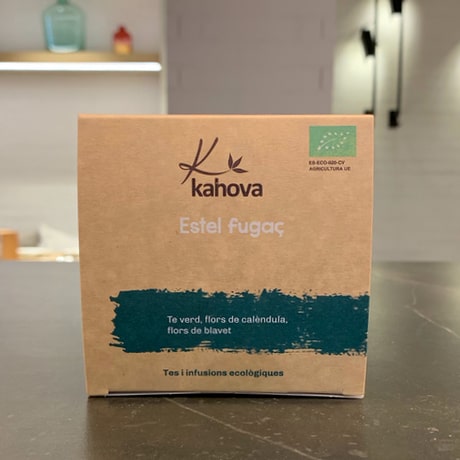 kahova
ES-ECO-020-CV
AGRICULTURA UE
Estel fugaç
Te verd, flors de calèndula,
flors de blavet
Tes i infusions ecològiques